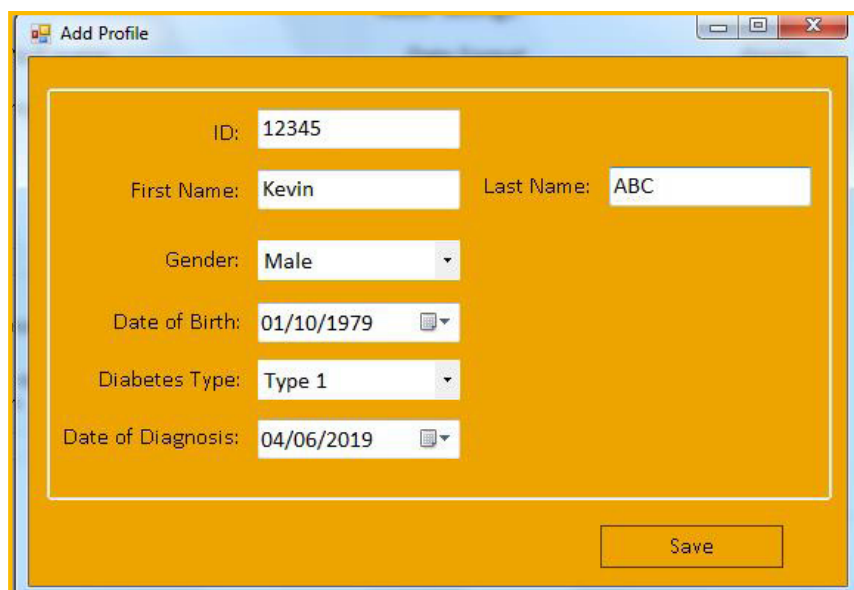 Add Profile
ID: 12345
First Name: Kevin Last Name: ABC
Gender: Male
Date of Birth: 01/10/1979
Diabetes Type: Type 1
Date of Diagnosis: 04/06/2019
Save